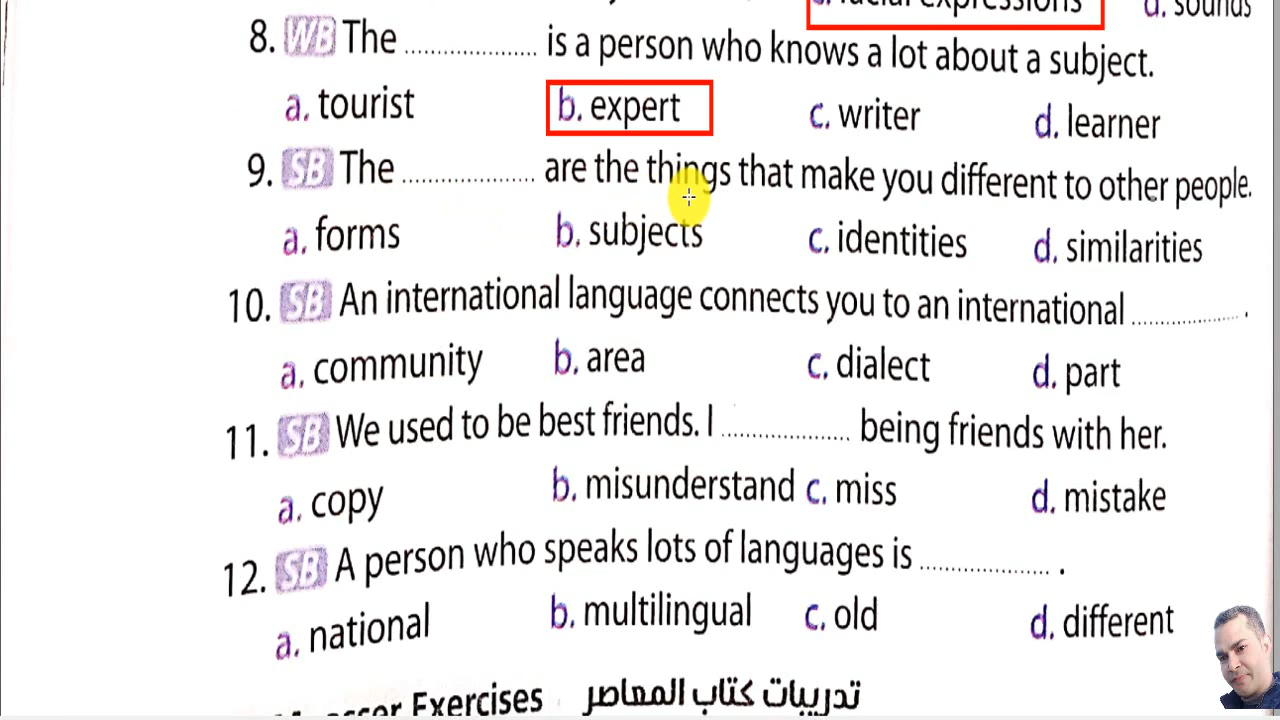 facial expressions d. sounds
8. WB The .................... is a person who knows a lot about a subject.
a. tourist b. expert c. writer d. learner
9. SB The .................... are the things that make you different to other people.
a. forms b. subjects c. identities d. similarities
10. SB An international language connects you to an international .................... .
a. community b. area c. dialect d. part
11. SB We used to be best friends. I .................... being friends with her.
a. copy b. misunderstand c. miss d. mistake
12. SB A person who speaks lots of languages is .................... .
a. national b. multilingual c. old d. different
Exercises تدريبات كتاب المعاصر